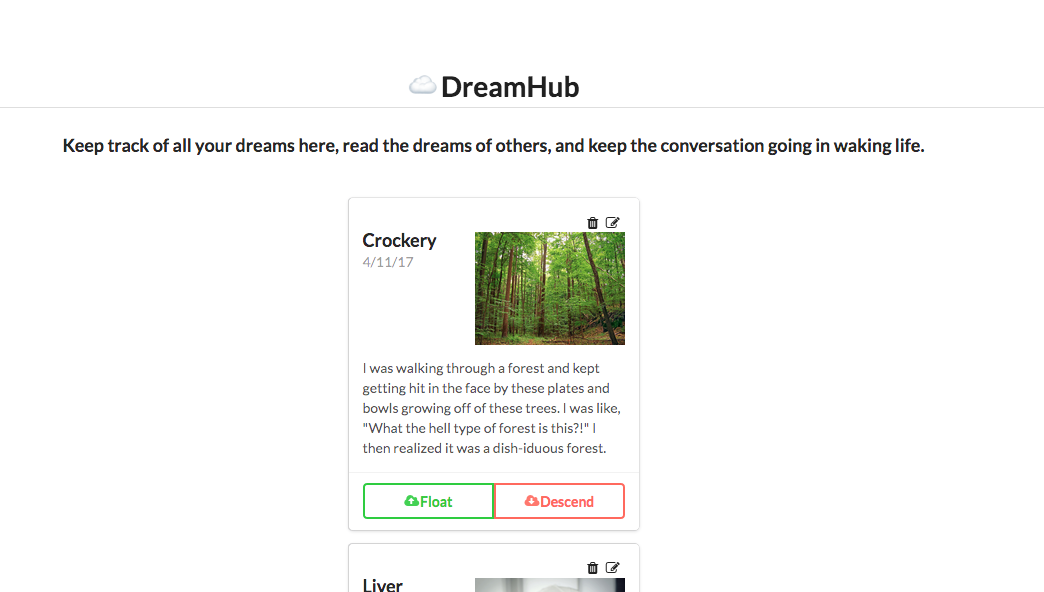 DreamHub
Keep track of all your dreams here, read the dreams of others, and keep the conversation going in waking life.
Crockery
4/11/17
I was walking through a forest and kept
getting hit in the face by these plates and
bowls growing off of these trees. I was like,
"What the hell type of forest is this?!" I
then realized it was a dish-iduous forest.
Float
Descend
Liver